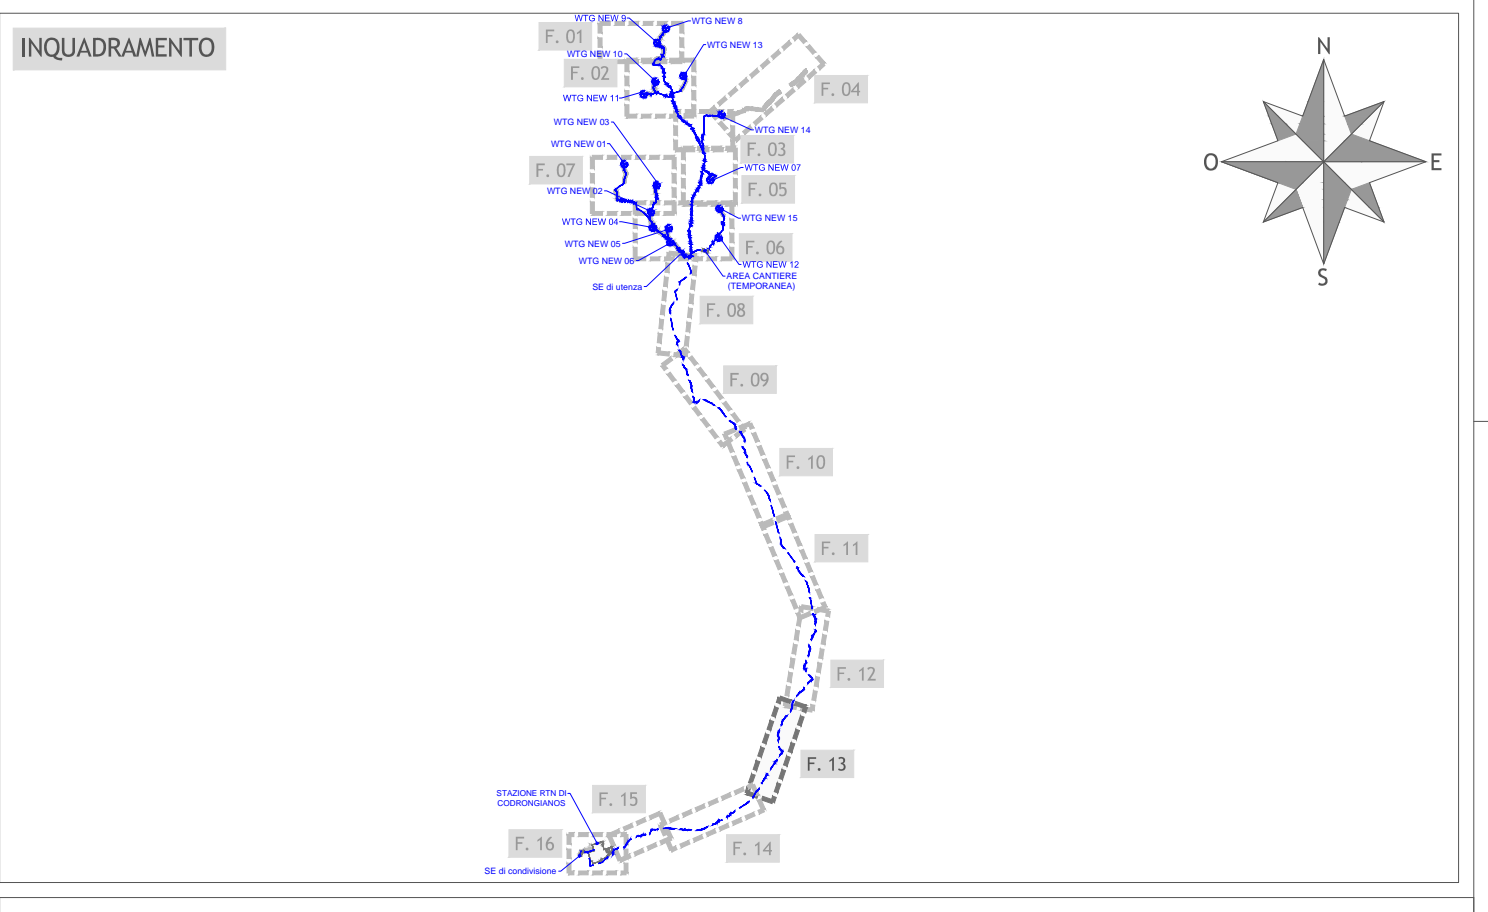 INQUADRAMENTO
WTG NEW 9
WTG NEW 8
F. 01
WTG NEW 13
WTG NEW 10
F. 02
F. 04
WTG NEW 11
WTG NEW 03
WTG NEW 14
WTG NEW 01
F. 03
F. 07
WTG NEW 07
WTG NEW 02
F. 05
WTG NEW 04
WTG NEW 15
WTG NEW 05
F. 06
WTG NEW 06
WTG NEW 12
AREA CANTIERE
(TEMPORANEA)
SE di utenza
F. 08
F. 09
F. 10
F. 11
F. 12
F. 13
STAZIONE RTN DI
CODRONGIANOS
F. 15
F. 16
F. 14
SE di condivisione
N
O
E
S